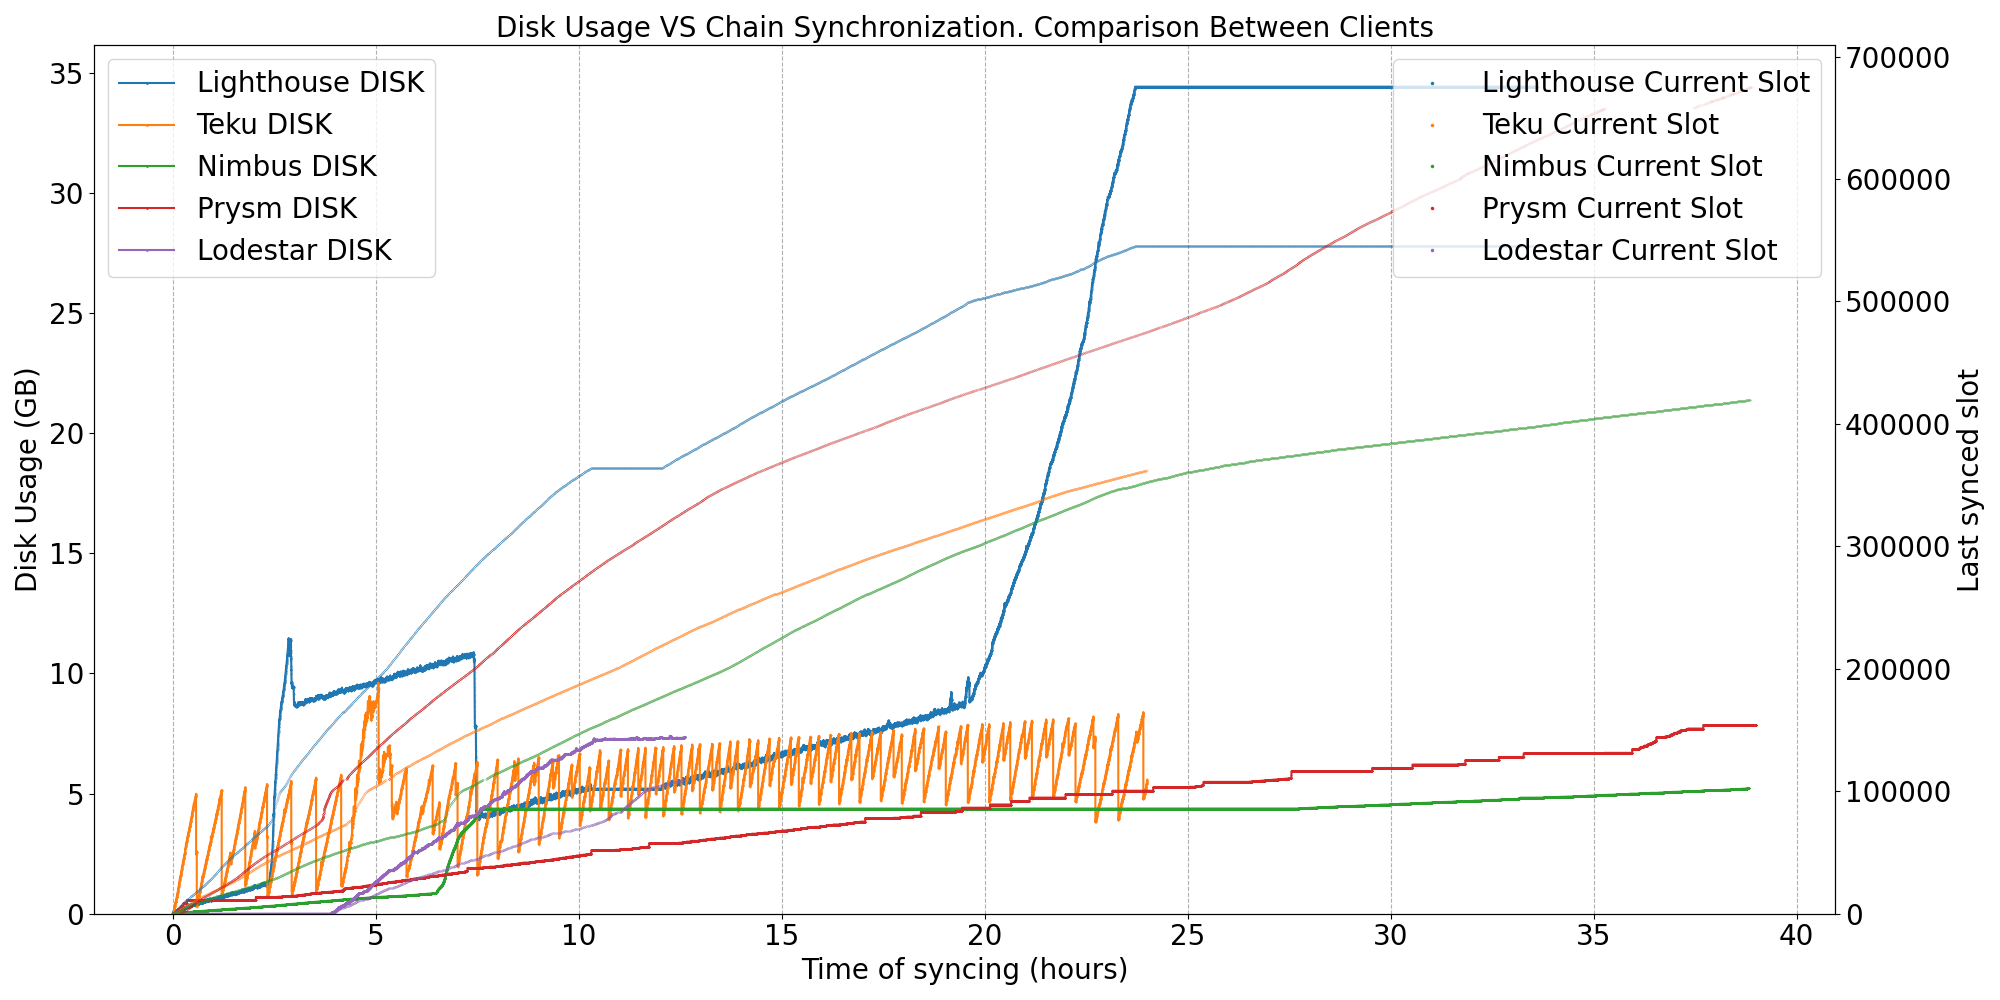 Disk Usage VS Chain Synchronization. Comparison Between Clients
Lighthouse DISK
Teku DISK
Nimbus DISK
Prysm DISK
Lodestar DISK
Lighthouse Current Slot
Teku Current Slot
Nimbus Current Slot
Prysm Current Slot
Lodestar Current Slot
Disk Usage (GB)
35
30
25
20
15
10
5
0
700000
600000
500000
400000
300000
200000
100000
0
Last synced slot
0 5 10 15 20 25 30 35 40
Time of syncing (hours)